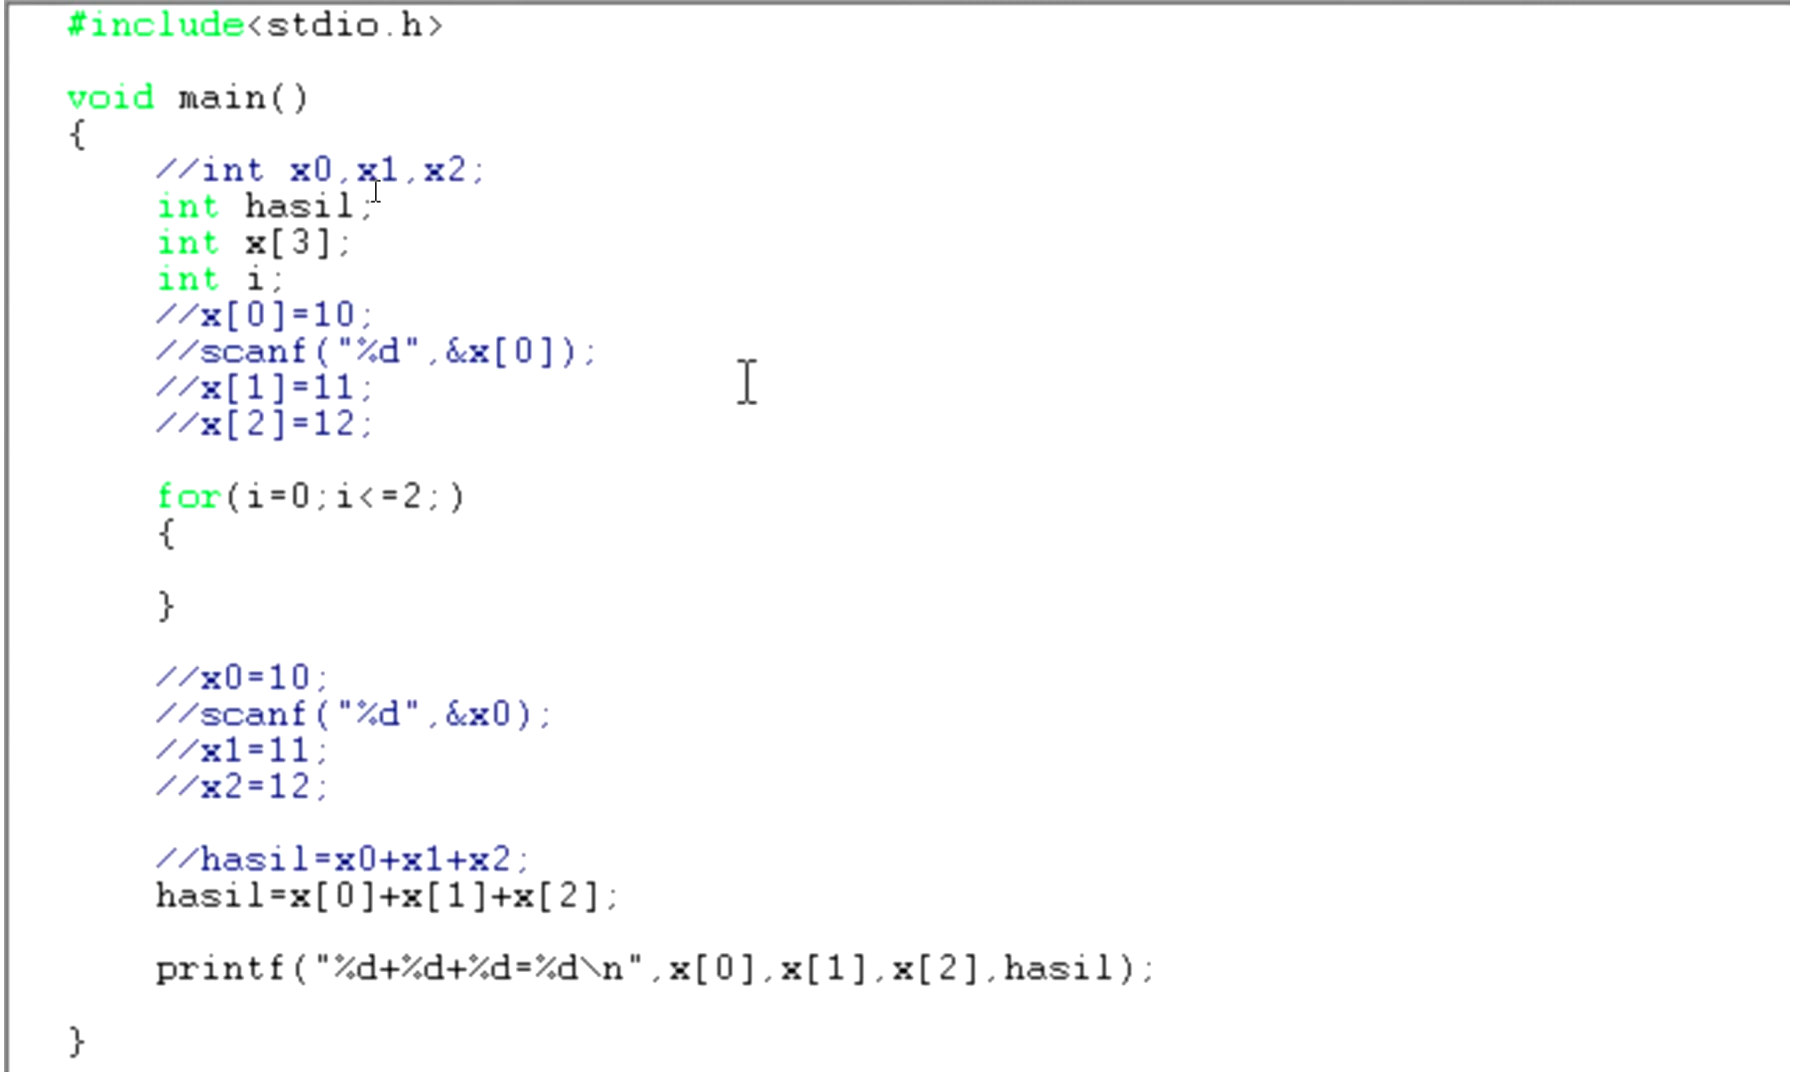 #include<stdio.h>
void main()
{
//int x0,x1,x2;
int hasil;
int x[3];
int i;
//x[0]=10;
//scanf("%d",&x[0]);
//x[1]=11;
//x[2]=12;
for(i=0;i<=2;)
{
}
//x0=10;
//scanf("%d",&x0);
//x1=11;
//x2=12;
//hasil=x0+x1+x2;
hasil=x[0]+x[1]+x[2];
printf("%d+%d+%d=%d\n",x[0],x[1],x[2],hasil);
}